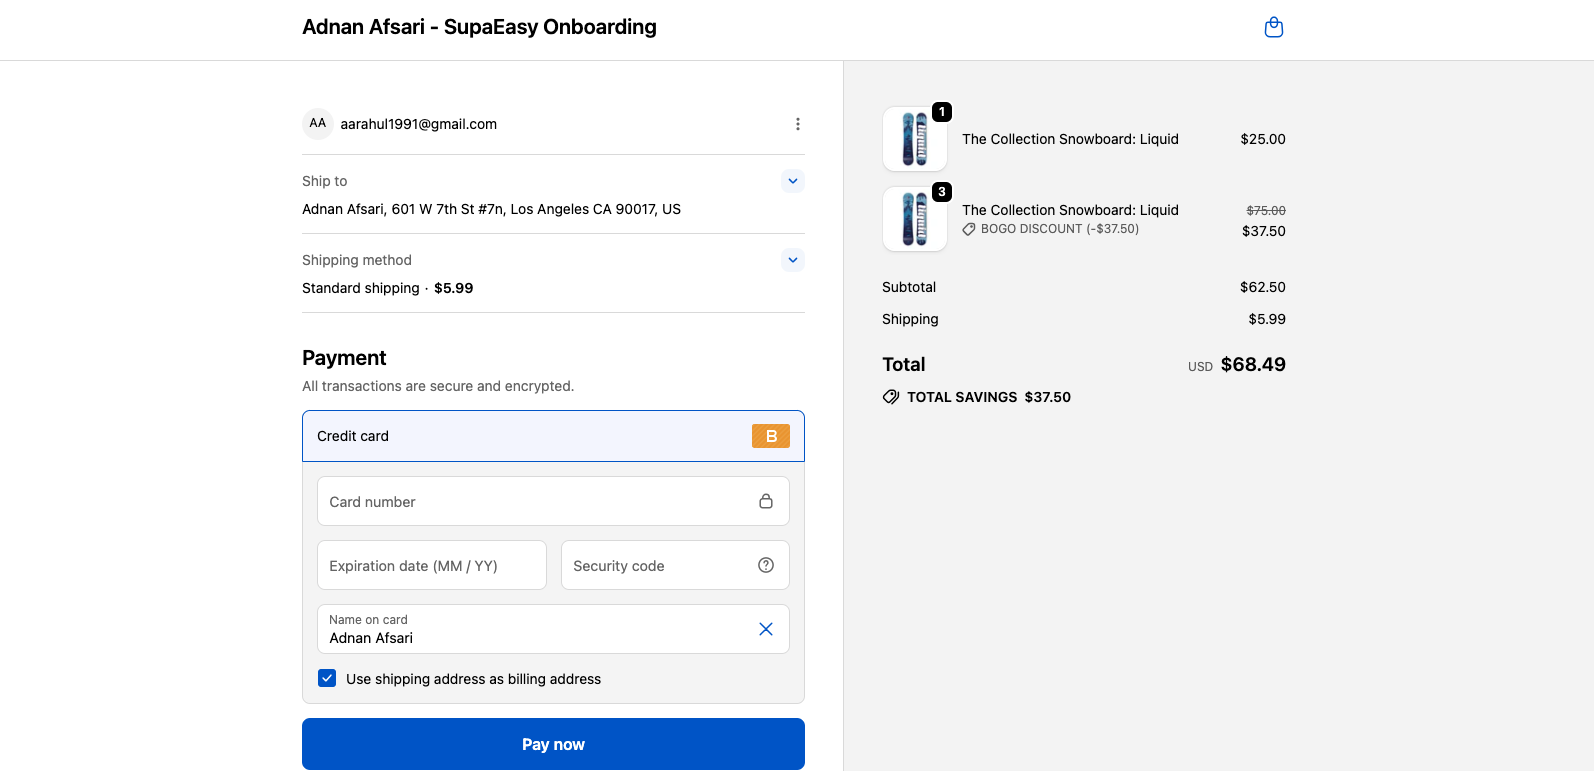 Adnan Afsari - SupaEasy Onboarding
AA
aarahul1991@gmail.com
Ship to
Adnan Afsari, 601 W 7th St #7n, Los Angeles CA 90017, US
Shipping method
Standard shipping · $5.99
Payment
All transactions are secure and encrypted.
Credit card
B
Card number
Expiration date (MM / YY)
Security code
Name on card
Adnan Afsari
Use shipping address as billing address
Pay now
1
The Collection Snowboard: Liquid $25.00
3
The Collection Snowboard: Liquid $75.00
BOGO DISCOUNT (-$37.50) $37.50
Subtotal $62.50
Shipping $5.99
Total USD $68.49
TOTAL SAVINGS $37.50